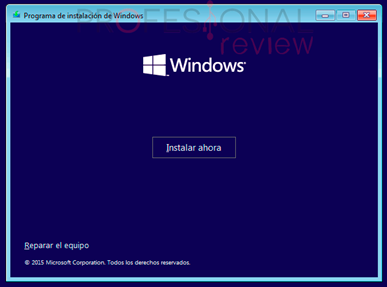 Programa de instalación de Windows
PROFESIONAL
review
Windows
Instalar ahora
Reparar el equipo
© 2015 Microsoft Corporation. Todos los derechos reservados.